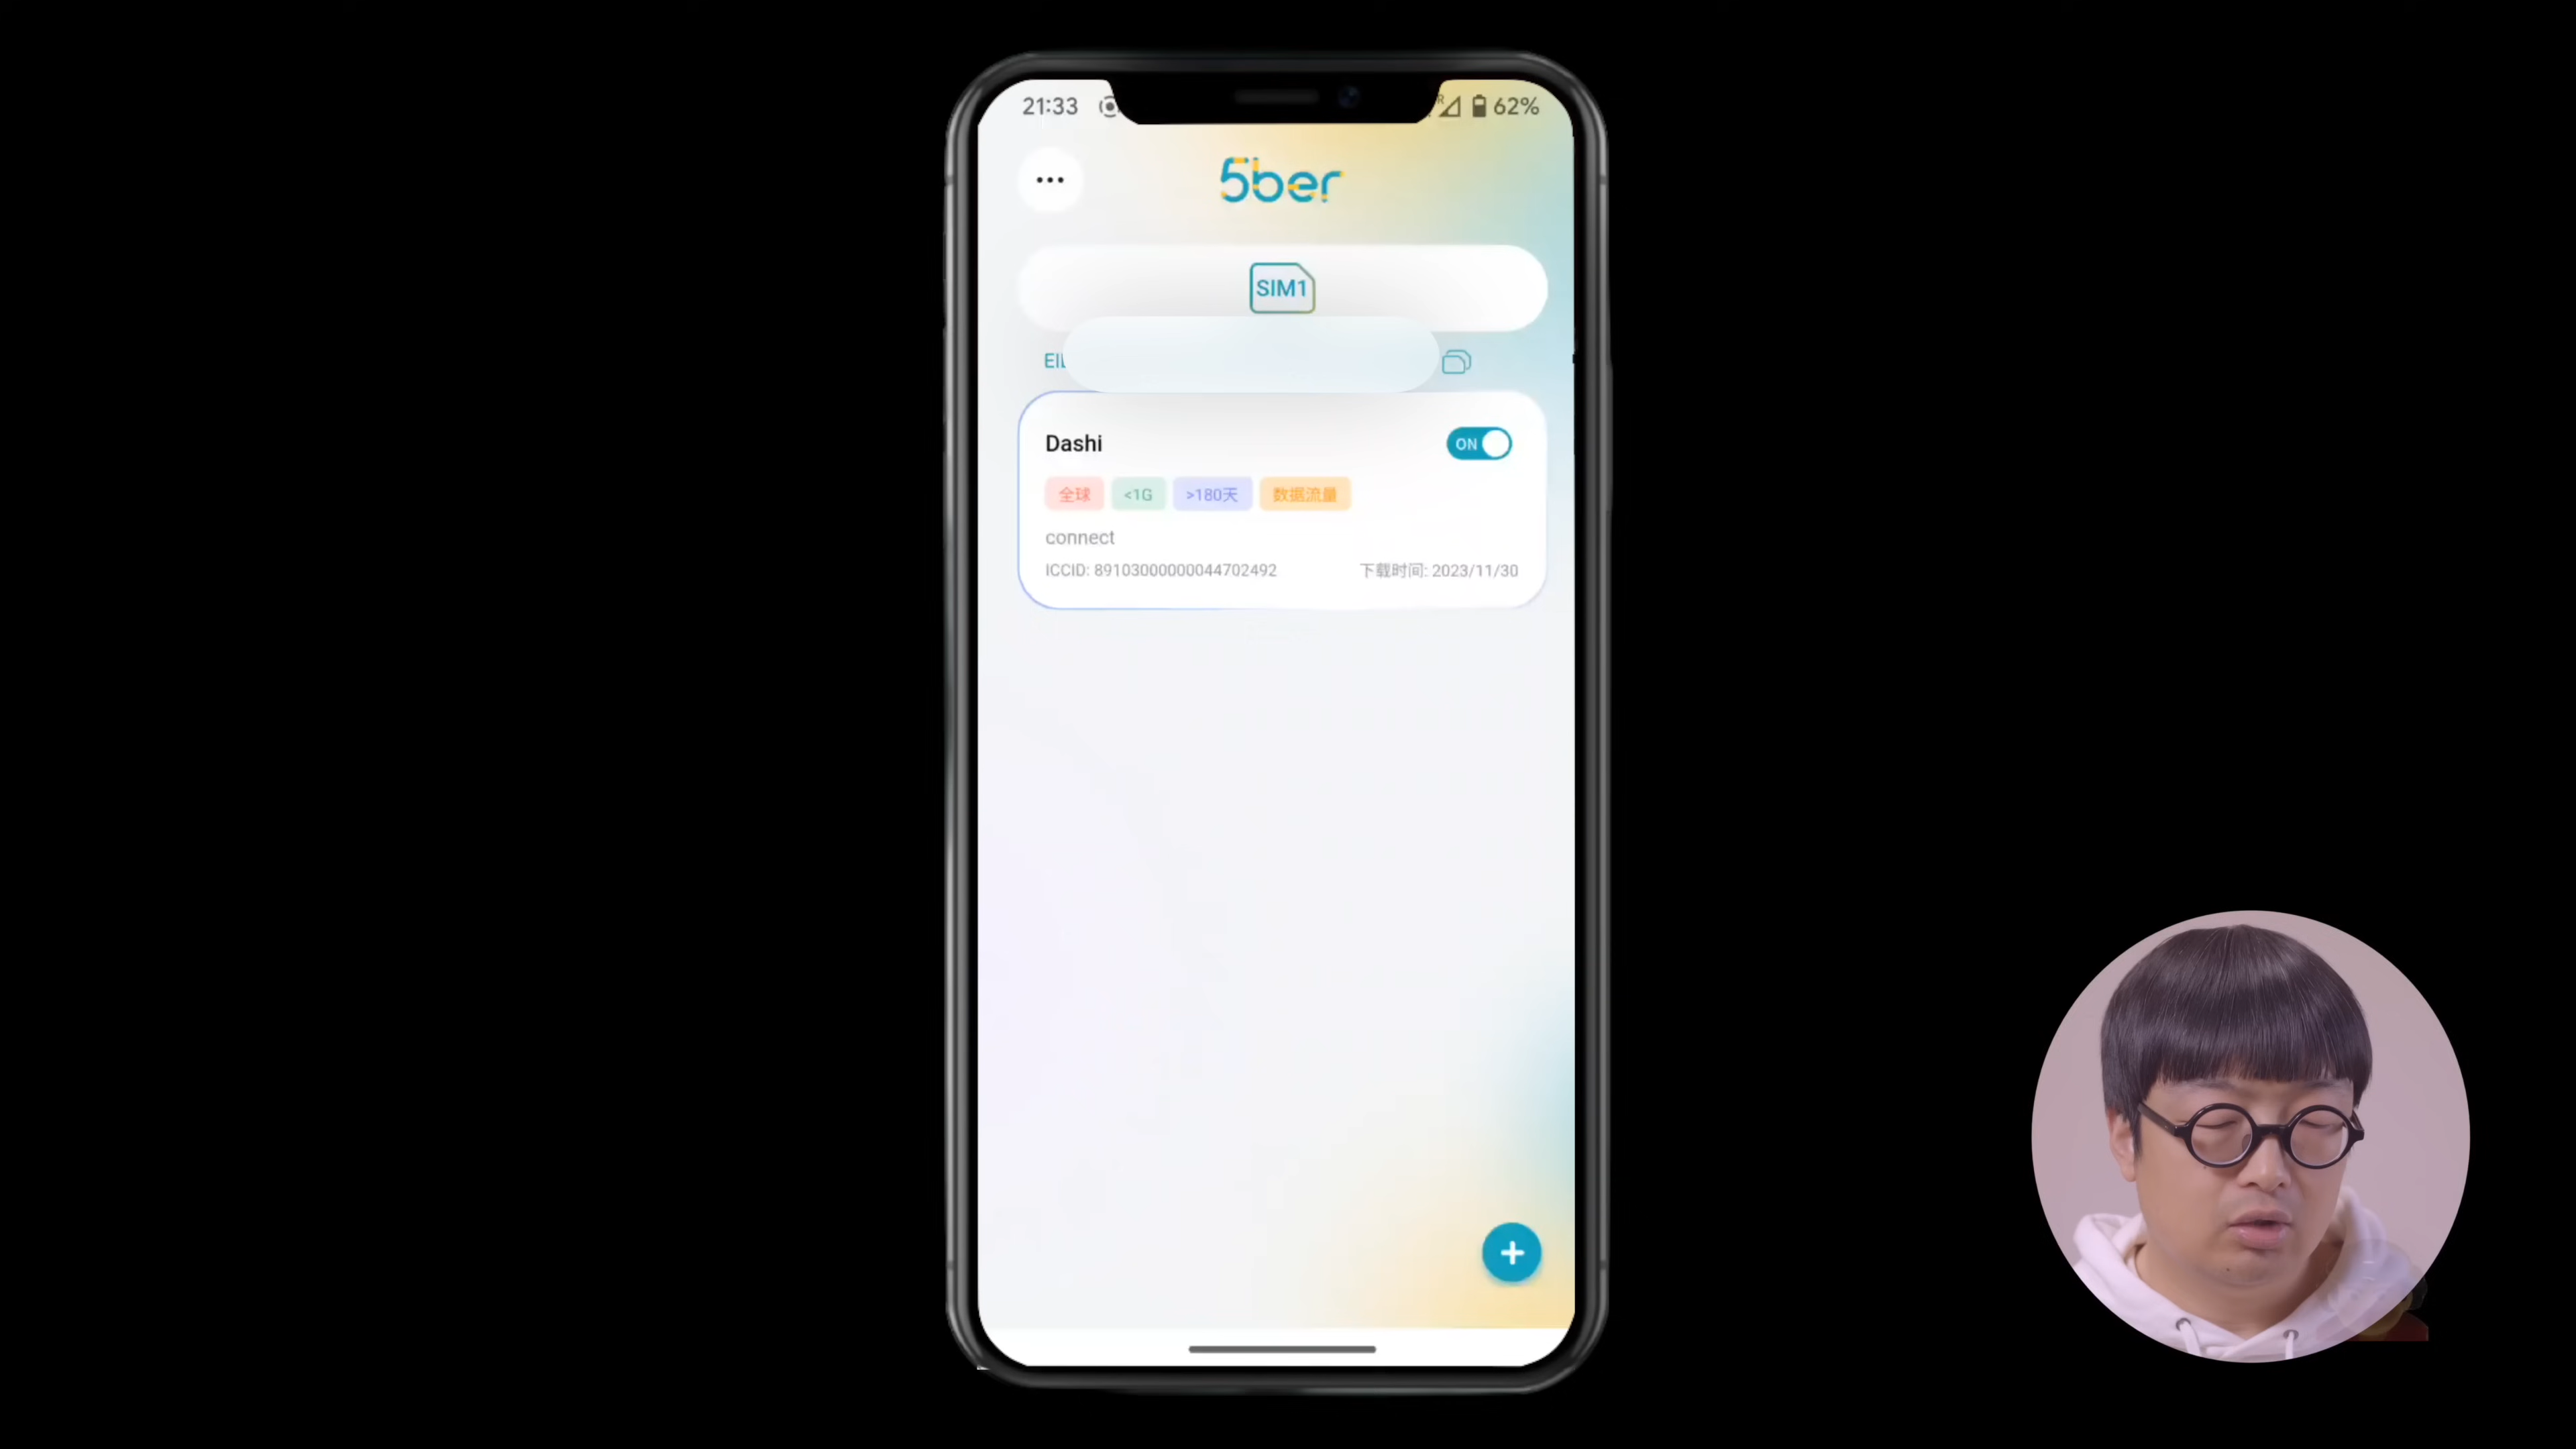 21:33
R
62%
5ber
SIM1
Dashi
ON
全球
<1G
>180天
数据流量
connect
ICCID: 89103000000044702492
下载时间: 2023/11/30